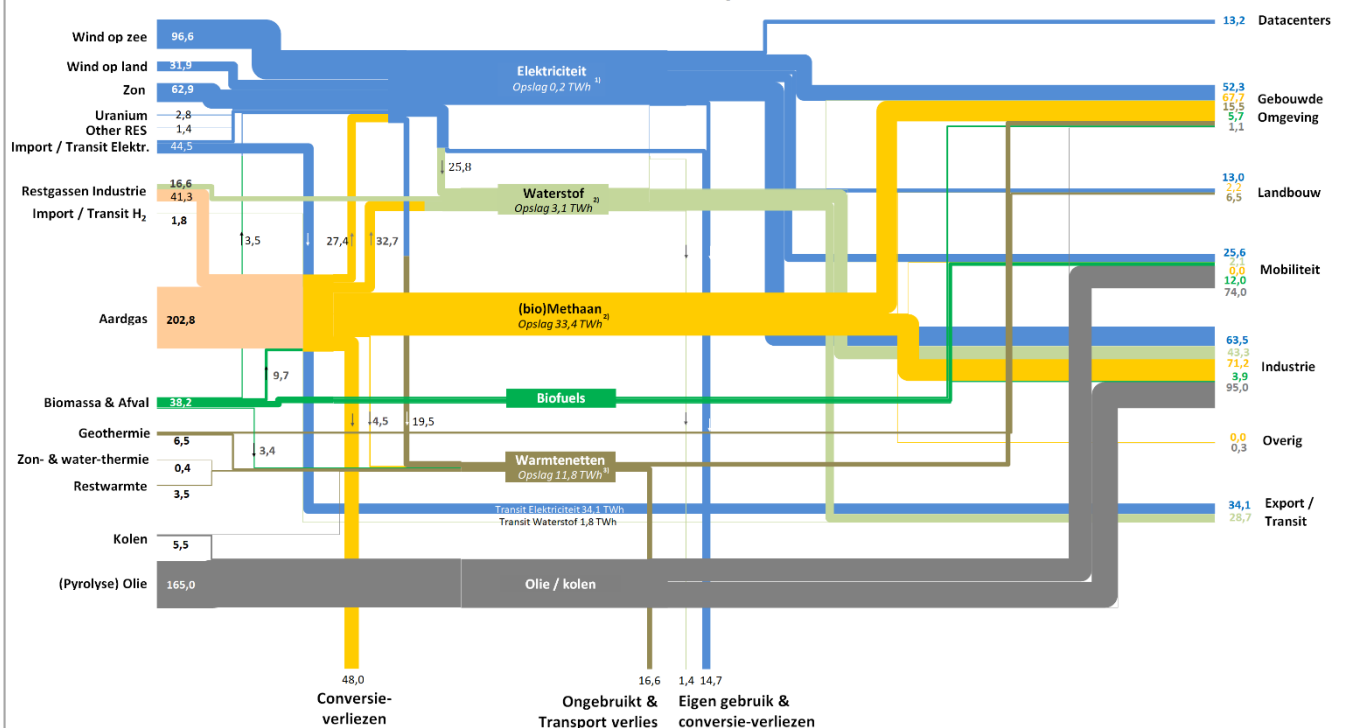 Wind op zee
96,6
Wind op land
31,9
Zon
62,9
Uranium
2,8
Other RES
1,4
Import / Transit Elektr.
44,5
Restgassen Industrie
16,6
41,3
Import / Transit H2
1,8
Aardgas
202,8
Biomassa & Afval
38,2
Geothermie
6,5
Zon- & water-thermie
0,4
Restwarmte
3,5
Kolen
5,5
(Pyrolyse) Olie
165,0
3,5
27,4
32,7
25,8
9,7
3,4
4,5
19,5
Elektriciteit
Opslag 0,2 TWh 1)
Waterstof
Opslag 3,1 TWh 2)
(bio)Methaan
Opslag 33,4 TWh 2)
Biofuels
Warmtenetten
Opslag 11,8 TWh 3)
Transit Elektriciteit 34,1 TWh
Transit Waterstof 1,8 TWh
Olie / kolen
48,0
Conversie-
verliezen
16,6
Ongebruikt &
Transport verlies
1,4
14,7
Eigen gebruik &
conversie-verliezen
13,2
Datacenters
52,3
67,7
15,5
5,7
1,1
Gebouwde
Omgeving
13,0
2,2
6,5
Landbouw
25,6
2,1
0,0
12,0
74,0
Mobiliteit
63,5
43,3
71,2
3,9
95,0
Industrie
0,0
0,3
Overig
34,1
28,7
Export /
Transit